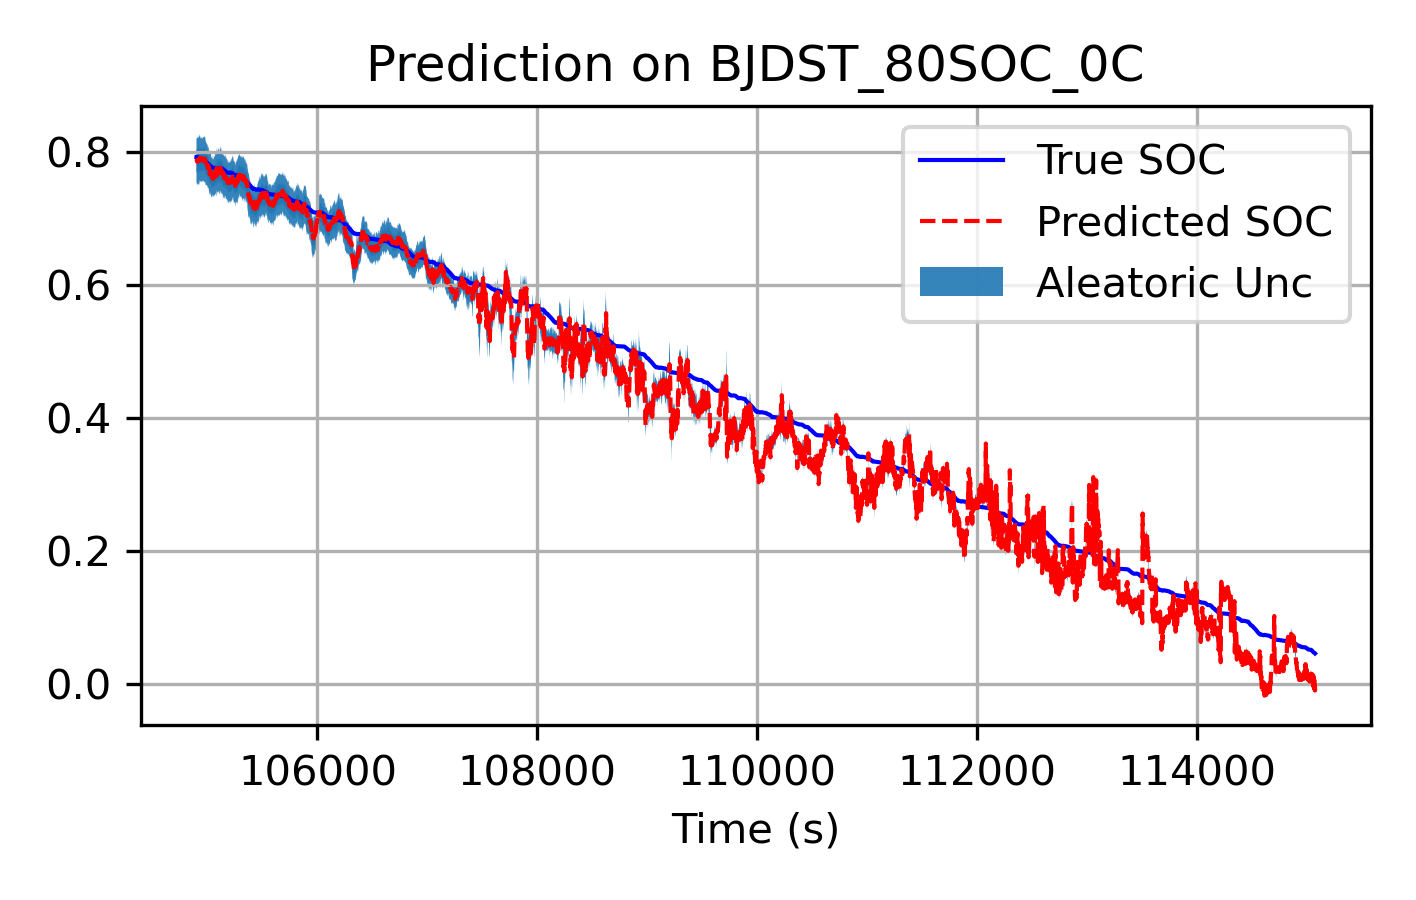 Prediction on BJDST_80SOC_0C
True SOC
Predicted SOC
Aleatoric Unc
0.8
0.6
0.4
0.2
0.0
106000 108000 110000 112000 114000
Time (s)